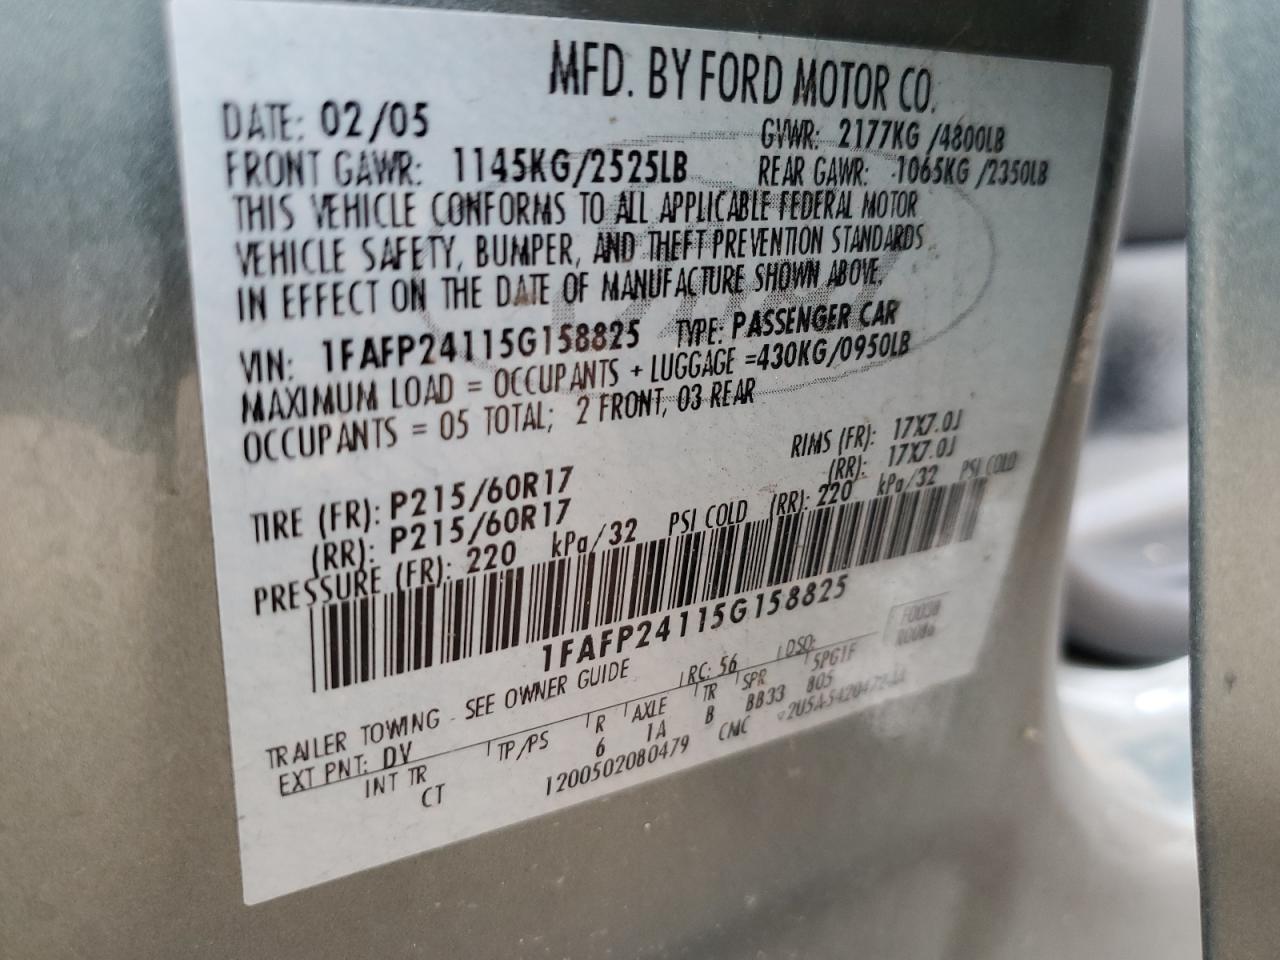 MFD. BY FORD MOTOR CO.
DATE: 02/05 GVWR: 2177KG /4800LB
FRONT GAWR: 1145KG/2525LB REAR GAWR: 1065KG /2350LB
THIS VEHICLE CONFORMS TO ALL APPLICABLE FEDERAL MOTOR
VEHICLE SAFETY, BUMPER, AND THEFT PREVENTION STANDARDS
IN EFFECT ON THE DATE OF MANUFACTURE SHOWN ABOVE.
VIN: 1FAFP24115G158825 TYPE: PASSENGER CAR
MAXIMUM LOAD = OCCUPANTS + LUGGAGE =430KG/0950LB
OCCUPANTS = 05 TOTAL; 2 FRONT, 03 REAR
RIMS (FR): 17X7.0J
TIRE (FR): P215/60R17 (RR): 17X7.0J
(RR): P215/60R17
PRESSURE (FR): 220 kPa/32 PSI COLD (RR): 220 kPa/32 PSI COLD
1FAFP24115G158825
TRAILER TOWING - SEE OWNER GUIDE
EXT PNT: DV RC: 56 DSO:
INT TR TP/PS R AXLE TR SPR SPG1F
CT 6 1A B BB33 805
120050208 0479 CMC